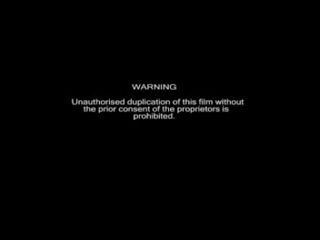 WARNING
Unauthorised duplication of this film without
the prior consent of the proprietors is
prohibited.